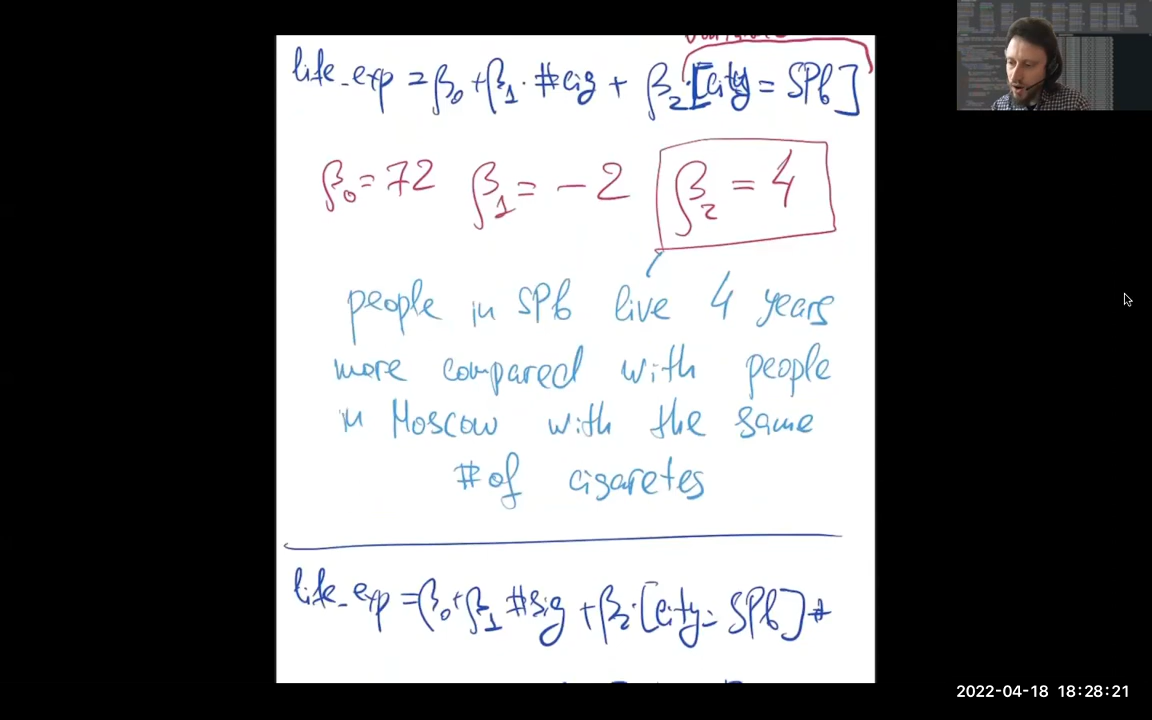 life_exp = β₀ + β₁ · #cig + β₂ · [city = SPb]
β₀ = 72 β₁ = -2 β₂ = 4
people in SPb live 4 years
more compared with people
in Moscow with the same
# of cigaretes
life_exp = β₀ + β₁ #sig + β₂ · [city = SPb] +
2022-04-18 18:28:21